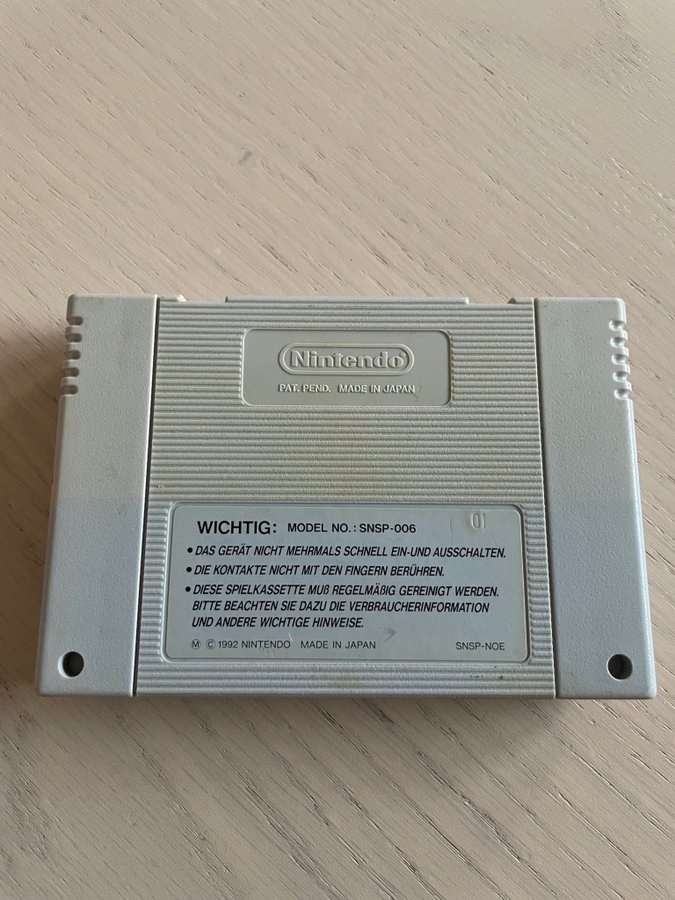 Nintendo®
PAT. PEND. MADE IN JAPAN
WICHTIG: MODEL NO.: SNSP-006
01
• DAS GERÄT NICHT MEHRMALS SCHNELL EIN-UND AUSSCHALTEN.
• DIE KONTAKTE NICHT MIT DEN FINGERN BERÜHREN.
• DIESE SPIELKASSETTE MUß REGELMÄßIG GEREINIGT WERDEN.
BITTE BEACHTEN SIE DAZU DIE VERBRAUCHERINFORMATION
UND ANDERE WICHTIGE HINWEISE.
Ⓜ © 1992 NINTENDO MADE IN JAPAN SNSP-NOE